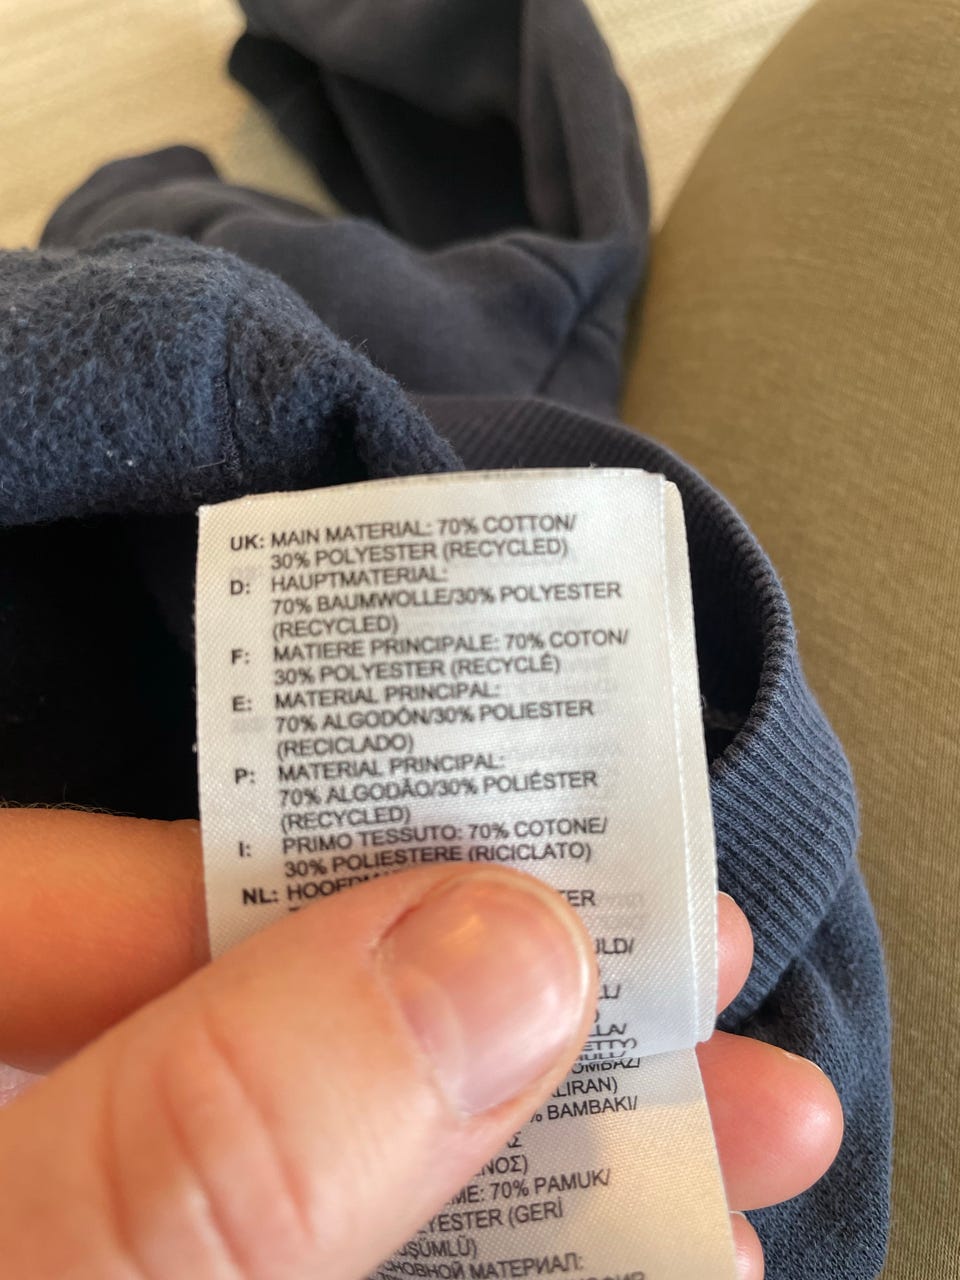 UK: MAIN MATERIAL: 70% COTTON/
30% POLYESTER (RECYCLED)
D: HAUPTMATERIAL:
70% BAUMWOLLE/30% POLYESTER
(RECYCLED)
F: MATIERE PRINCIPALE: 70% COTON/
30% POLYESTER (RECYCLÉ)
E: MATERIAL PRINCIPAL:
70% ALGODÓN/30% POLIESTER
(RECICLADO)
P: MATERIAL PRINCIPAL:
70% ALGODÃO/30% POLIÉSTER
(RECYCLED)
I: PRIMO TESSUTO: 70% COTONE/
30% POLIESTERE (RICICLATO)
NL:
BAMBAKI/
70% PAMUK/
(GERİ
МАТЕРИАЛ: